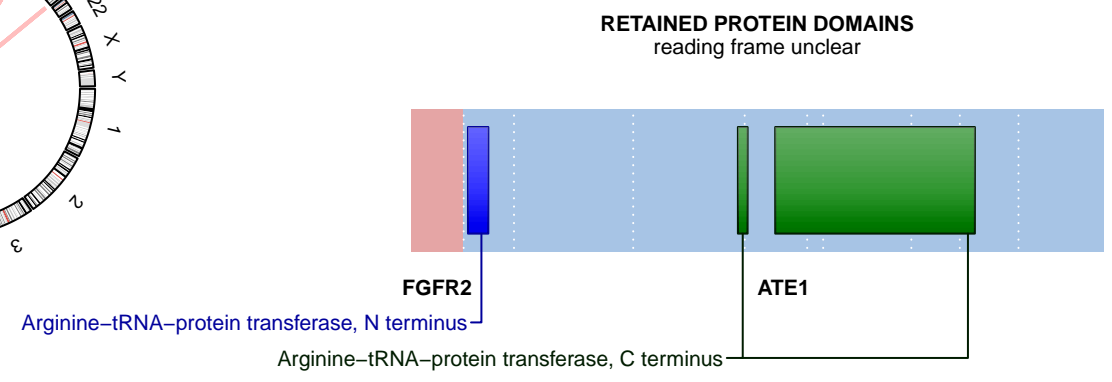 RETAINED PROTEIN DOMAINS
reading frame unclear
22
X
Y
1
2
3
FGFR2
ATE1
Arginine−tRNA−protein transferase, N terminus
Arginine−tRNA−protein transferase, C terminus